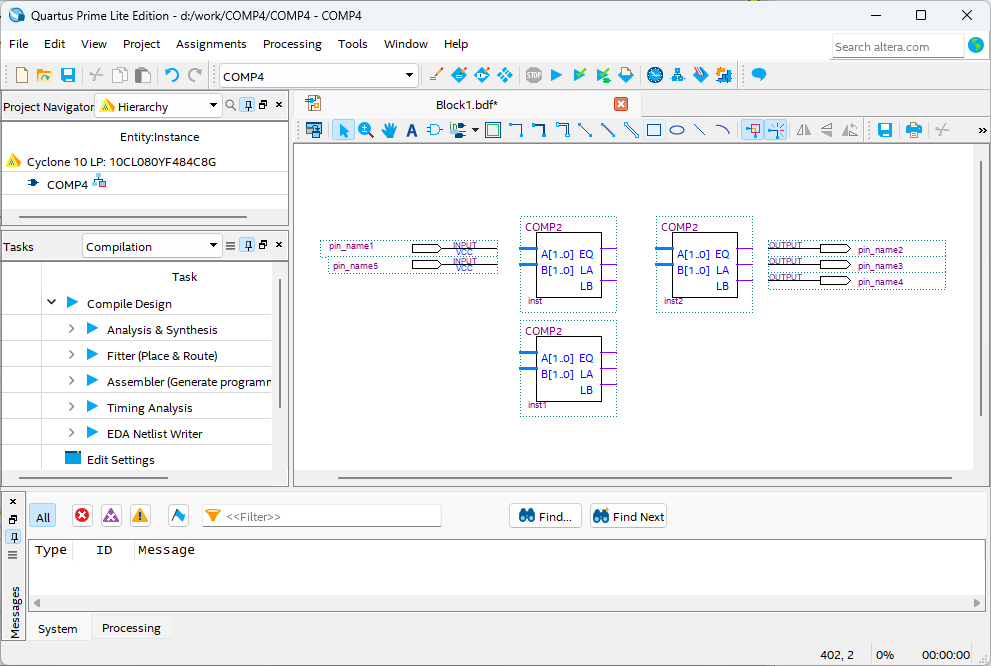 Quartus Prime Lite Edition - d:/work/COMP4/COMP4 - COMP4
File Edit View Project Assignments Processing Tools Window Help
Search altera.com
COMP4
STOP
Project Navigator Hierarchy
Entity:Instance
Cyclone 10 LP: 10CL080YF484C8G
COMP4
Tasks Compilation
Task
Compile Design
Analysis & Synthesis
Fitter (Place & Route)
Assembler (Generate programm
Timing Analysis
EDA Netlist Writer
Edit Settings
Block1.bdf*
A
»
pin_name1 INPUT
VCC
pin_name5 INPUT
VCC
COMP2
A[1..0] EQ
B[1..0] LA
LB
inst
COMP2
A[1..0] EQ
B[1..0] LA
LB
inst2
OUTPUT pin_name2
OUTPUT pin_name3
OUTPUT pin_name4
COMP2
A[1..0] EQ
B[1..0] LA
LB
inst1
Messages
All <<Filter>> Find... Find Next
Type ID Message
System Processing
402, 2 0% 00:00:00